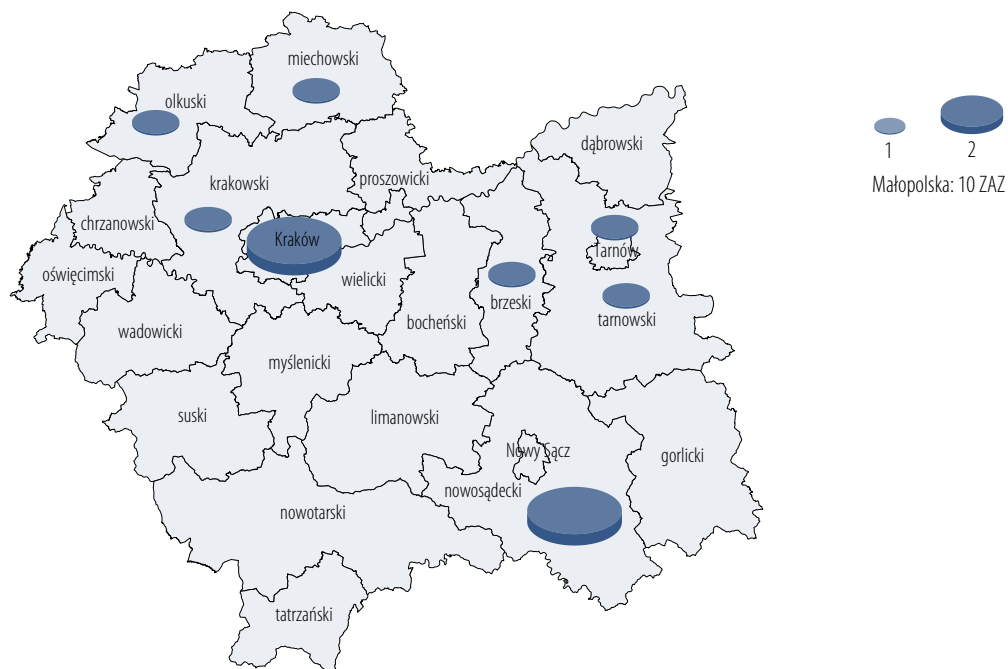 miechowski
olkuski
dąbrowski
krakowski
proszowicki
chrzanowski
Kraków
Tarnów
oświęcimski
wielicki
brzeski
bocheński
tarnowski
wadowicki
myślenicki
suski
limanowski
Nowy Sącz
gorlicki
nowosądecki
nowotarski
tatrzański
1
2
Małopolska: 10 ZAZ